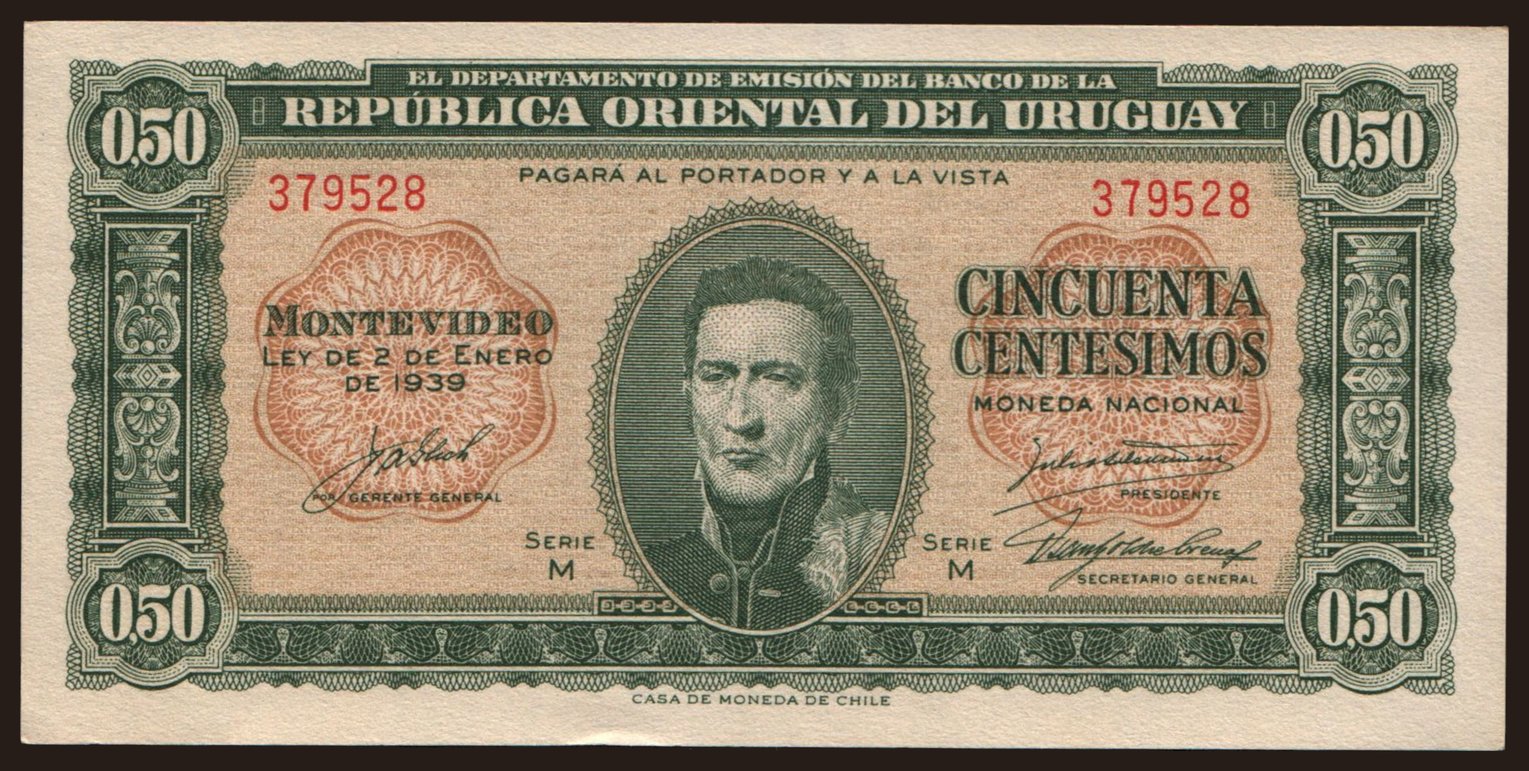 EL DEPARTAMENTO DE EMISIÓN DEL BANCO DE LA
REPÚBLICA ORIENTAL DEL URUGUAY
0,50
0,50
PAGARÁ AL PORTADOR Y A LA VISTA
379528
379528
MONTEVIDEO
LEY DE 2 DE ENERO
DE 1939
CINCUENTA
CENTESIMOS
MONEDA NACIONAL
POR GERENTE GENERAL
PRESIDENTE
SERIE
M
SERIE
M
SECRETARIO GENERAL
0,50
0,50
CASA DE MONEDA DE CHILE